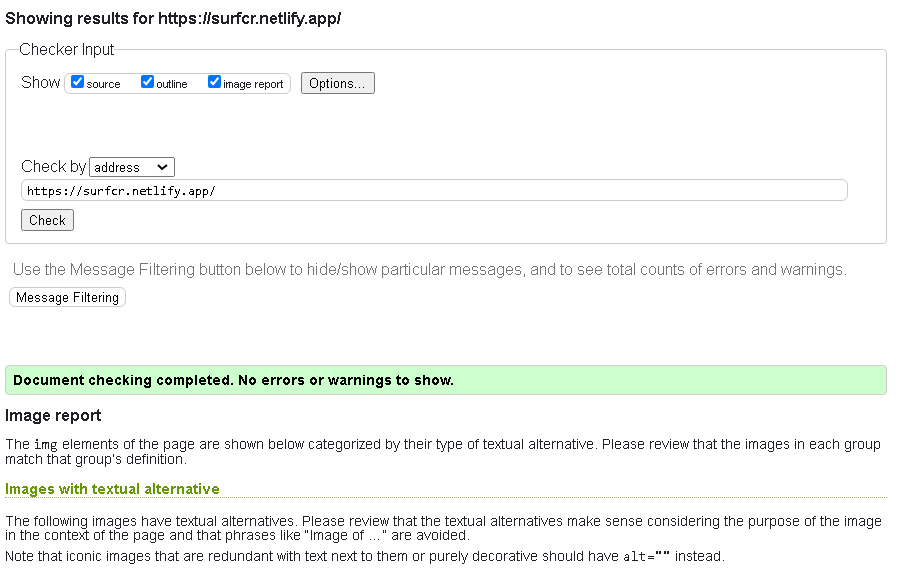 Showing results for https://surfcr.netlify.app/
Checker Input
Show source outline image report Options...
Check by address
https://surfcr.netlify.app/
Check
Use the Message Filtering button below to hide/show particular messages, and to see total counts of errors and warnings.
Message Filtering
Document checking completed. No errors or warnings to show.
Image report
The img elements of the page are shown below categorized by their type of textual alternative. Please review that the images in each group
match that group's definition.
Images with textual alternative
The following images have textual alternatives. Please review that the textual alternatives make sense considering the purpose of the image
in the context of the page and that phrases like "Image of …" are avoided.
Note that iconic images that are redundant with text next to them or purely decorative should have alt="" instead.